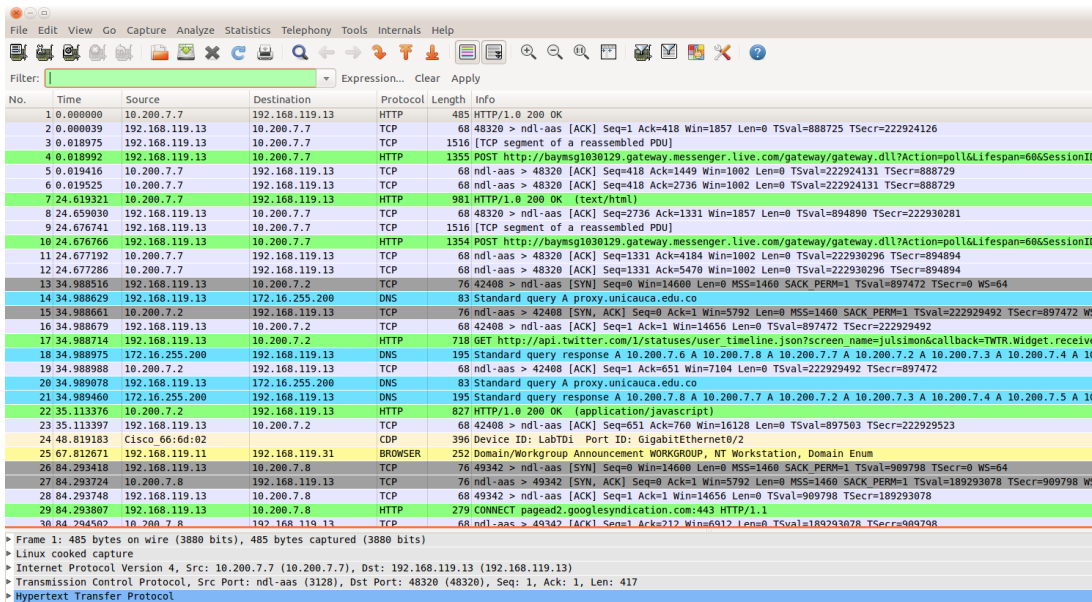 File Edit View Go Capture Analyze Statistics Telephony Tools Internals Help
Filter: Expression... Clear Apply
No. Time Source Destination Protocol Length Info
1 0.000000 10.200.7.7 192.168.119.13 HTTP 485 HTTP/1.0 200 OK
2 0.000039 192.168.119.13 10.200.7.7 TCP 68 48320 > ndl-aas [ACK] Seq=1 Ack=418 Win=1857 Len=0 TSval=888725 TSecr=222924126
3 0.018975 192.168.119.13 10.200.7.7 TCP 1516 [TCP segment of a reassembled PDU]
4 0.018992 192.168.119.13 10.200.7.7 HTTP 1355 POST http://baymsg1030129.gateway.messenger.live.com/gateway/gateway.dll?Action=poll&Lifespan=60&SessionID
5 0.019416 10.200.7.7 192.168.119.13 TCP 68 ndl-aas > 48320 [ACK] Seq=418 Ack=1449 Win=1002 Len=0 TSval=222924131 TSecr=888729
6 0.019525 10.200.7.7 192.168.119.13 TCP 68 ndl-aas > 48320 [ACK] Seq=418 Ack=2736 Win=1002 Len=0 TSval=222924131 TSecr=888729
7 24.619321 10.200.7.7 192.168.119.13 HTTP 981 HTTP/1.0 200 OK (text/html)
8 24.659030 192.168.119.13 10.200.7.7 TCP 68 48320 > ndl-aas [ACK] Seq=2736 Ack=1331 Win=1857 Len=0 TSval=894890 TSecr=222930281
9 24.676741 192.168.119.13 10.200.7.7 TCP 1516 [TCP segment of a reassembled PDU]
10 24.676766 192.168.119.13 10.200.7.7 HTTP 1354 POST http://baymsg1030129.gateway.messenger.live.com/gateway/gateway.dll?Action=poll&Lifespan=60&SessionID
11 24.677192 10.200.7.7 192.168.119.13 TCP 68 ndl-aas > 48320 [ACK] Seq=1331 Ack=4184 Win=1002 Len=0 TSval=222930296 TSecr=894894
12 24.677286 10.200.7.7 192.168.119.13 TCP 68 ndl-aas > 48320 [ACK] Seq=1331 Ack=5470 Win=1002 Len=0 TSval=222930296 TSecr=894894
13 34.988516 192.168.119.13 10.200.7.2 TCP 76 42408 > ndl-aas [SYN] Seq=0 Win=14600 Len=0 MSS=1460 SACK_PERM=1 TSval=897472 TSecr=0 WS=64
14 34.988629 192.168.119.13 172.16.255.200 DNS 83 Standard query A proxy.unicauca.edu.co
15 34.988661 10.200.7.2 192.168.119.13 TCP 76 ndl-aas > 42408 [SYN, ACK] Seq=0 Ack=1 Win=5792 Len=0 MSS=1460 SACK_PERM=1 TSval=222929492 TSecr=897472 WS
16 34.988679 192.168.119.13 10.200.7.2 TCP 68 42408 > ndl-aas [ACK] Seq=1 Ack=1 Win=14656 Len=0 TSval=897472 TSecr=222929492
17 34.988714 192.168.119.13 10.200.7.2 HTTP 718 GET http://api.twitter.com/1/statuses/user_timeline.json?screen_name=julsimon&callback=TWTR.Widget.receive
18 34.988975 172.16.255.200 192.168.119.13 DNS 195 Standard query response A 10.200.7.6 A 10.200.7.8 A 10.200.7.7 A 10.200.7.2 A 10.200.7.3 A 10.200.7.4 A 10
19 34.988988 10.200.7.2 192.168.119.13 TCP 68 ndl-aas > 42408 [ACK] Seq=1 Ack=651 Win=7104 Len=0 TSval=222929492 TSecr=897472
20 34.989078 192.168.119.13 172.16.255.200 DNS 83 Standard query A proxy.unicauca.edu.co
21 34.989460 172.16.255.200 192.168.119.13 DNS 195 Standard query response A 10.200.7.8 A 10.200.7.7 A 10.200.7.2 A 10.200.7.3 A 10.200.7.4 A 10.200.7.5 A 10
22 35.113376 10.200.7.2 192.168.119.13 HTTP 827 HTTP/1.0 200 OK (application/javascript)
23 35.113397 192.168.119.13 10.200.7.2 TCP 68 42408 > ndl-aas [ACK] Seq=651 Ack=760 Win=16128 Len=0 TSval=897503 TSecr=222929523
24 48.819183 Cisco_66:6d:02 CDP 396 Device ID: LabTDi Port ID: GigabitEthernet0/2
25 67.812671 192.168.119.11 192.168.119.31 BROWSER 252 Domain/Workgroup Announcement WORKGROUP, NT Workstation, Domain Enum
26 84.293418 192.168.119.13 10.200.7.8 TCP 76 49342 > ndl-aas [SYN] Seq=0 Win=14600 Len=0 MSS=1460 SACK_PERM=1 TSval=909798 TSecr=0 WS=64
27 84.293724 10.200.7.8 192.168.119.13 TCP 76 ndl-aas > 49342 [SYN, ACK] Seq=0 Ack=1 Win=5792 Len=0 MSS=1460 SACK_PERM=1 TSval=189293078 TSecr=909798 WS
28 84.293748 192.168.119.13 10.200.7.8 TCP 68 49342 > ndl-aas [ACK] Seq=1 Ack=1 Win=14656 Len=0 TSval=909798 TSecr=189293078
29 84.293807 192.168.119.13 10.200.7.8 HTTP 279 CONNECT pagead2.googlesyndication.com:443 HTTP/1.1
30 84.294502 10.200.7.8 192.168.119.13 TCP 68 ndl-aas > 49342 [ACK] Seq=1 Ack=212 Win=6912 Len=0 TSval=189293078 TSecr=909798
Frame 1: 485 bytes on wire (3880 bits), 485 bytes captured (3880 bits)
Linux cooked capture
Internet Protocol Version 4, Src: 10.200.7.7 (10.200.7.7), Dst: 192.168.119.13 (192.168.119.13)
Transmission Control Protocol, Src Port: ndl-aas (3128), Dst Port: 48320 (48320), Seq: 1, Ack: 1, Len: 417
Hypertext Transfer Protocol